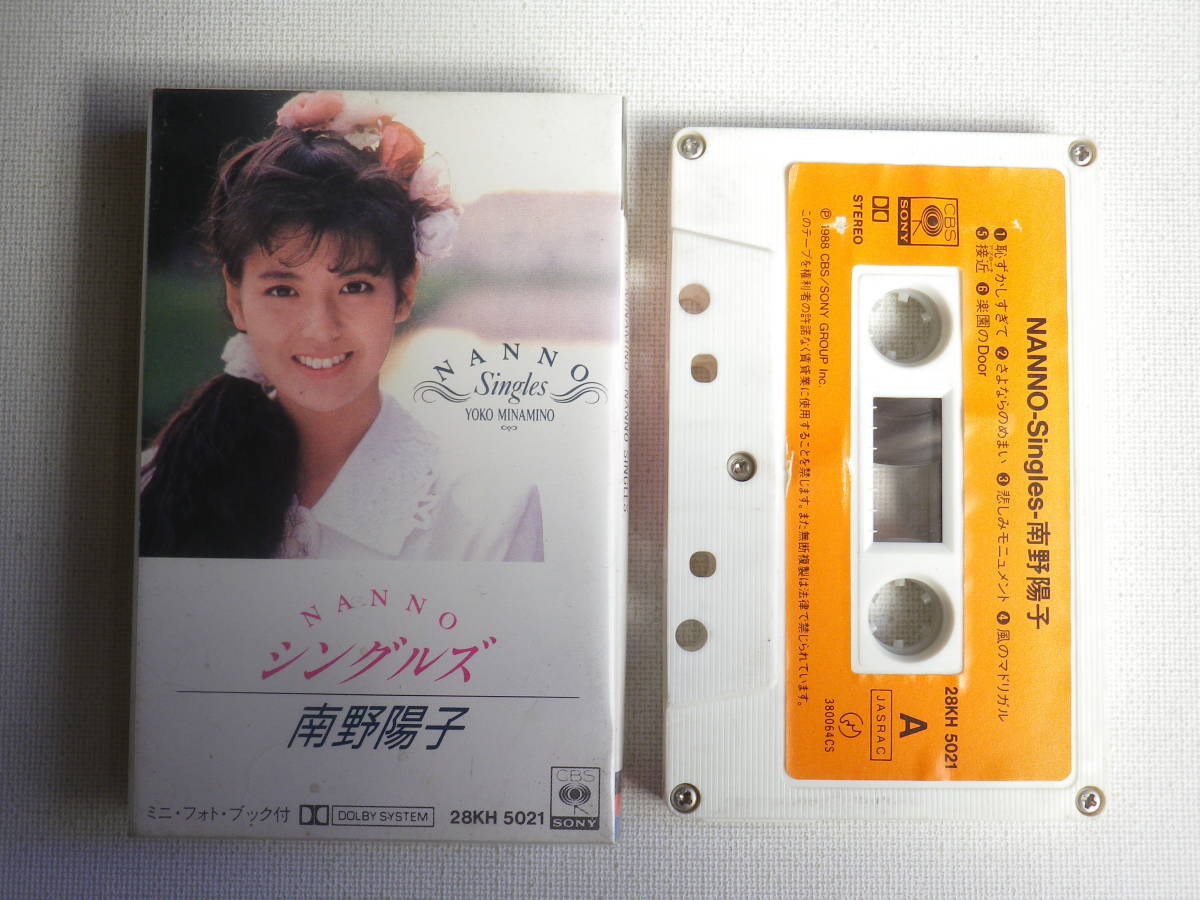 NANNO
Singles
YOKO MINAMINO
NANNO
シングルズ
南野陽子
ミニ・フォト・ブック付
DOLBY SYSTEM
28KH 5021
CBS
SONY
NANNO-Singles-南野陽子
❶恥ずかしすぎて ❷さよならのめまい ❸悲しみモニュメント ❹風のマドリガル
❺接近 ❻楽園のDoor
CBS
SONY
STEREO
Ⓟ1988 CBS/SONY GROUP Inc.
このテープを権利者の許諾なく賃貸業に使用することを禁じます。また無断複製は法律で禁じられています。
28KH 5021
A
JASRAC
380064CS